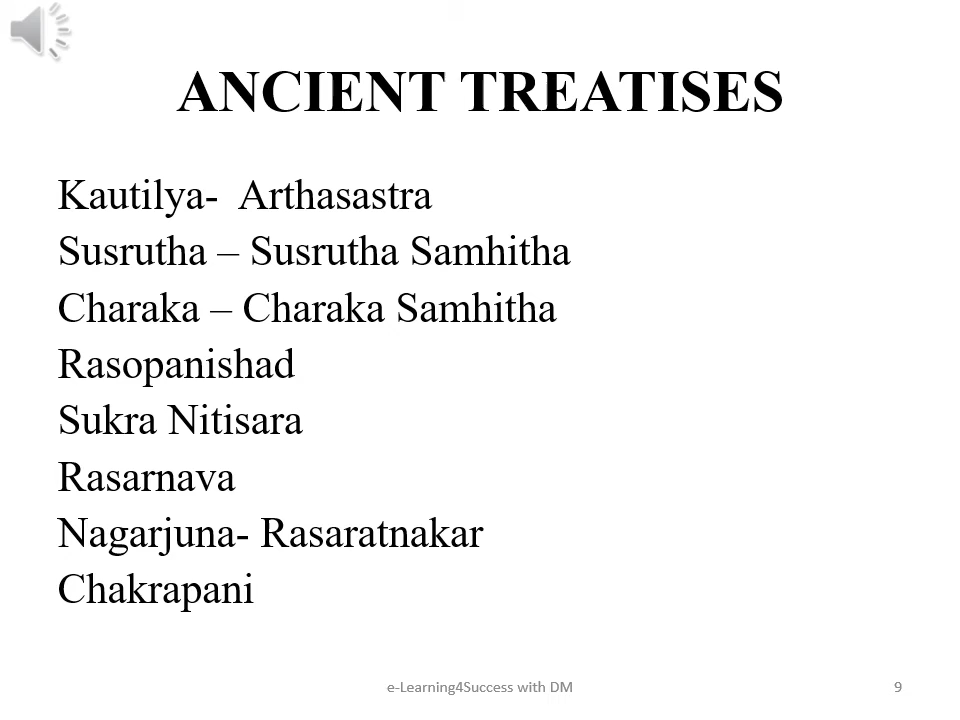 ANCIENT TREATISES
Kautilya-  Arthasastra
Susrutha – Susrutha Samhitha
Charaka – Charaka Samhitha
Rasopanishad
Sukra Nitisara
Rasarnava
Nagarjuna- Rasaratnakar
Chakrapani
e-Learning4Success with DM
9